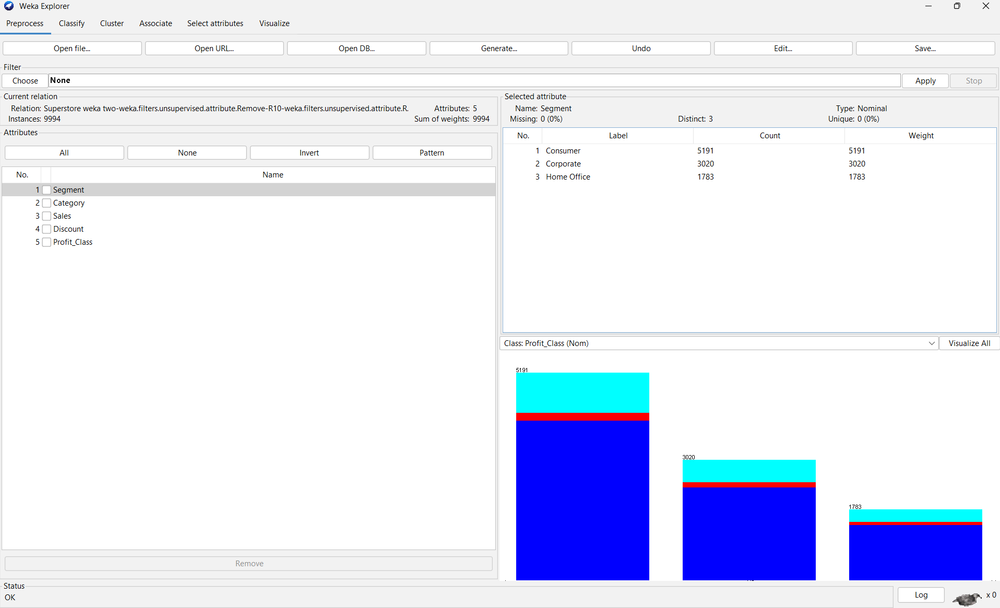 Weka Explorer
Preprocess Classify Cluster Associate Select attributes Visualize
Open file... Open URL... Open DB... Generate... Undo Edit... Save...
Filter
Choose None Apply Stop
Current relation
Relation: Superstore weka two-weka.filters.unsupervised.attribute.Remove-R10-weka.filters.unsupervised.attribute.R. Attributes: 5
Instances: 9994 Sum of weights: 9994
Attributes
All None Invert Pattern
No. Name
1 Segment
2 Category
3 Sales
4 Discount
5 Profit_Class
Remove
Selected attribute
Name: Segment Type: Nominal
Missing: 0 (0%) Distinct: 3 Unique: 0 (0%)
No. Label Count Weight
1 Consumer 5191 5191
2 Corporate 3020 3020
3 Home Office 1783 1783
Class: Profit_Class (Nom) Visualize All
5191
3020
1783
Status
OK
Log x 0